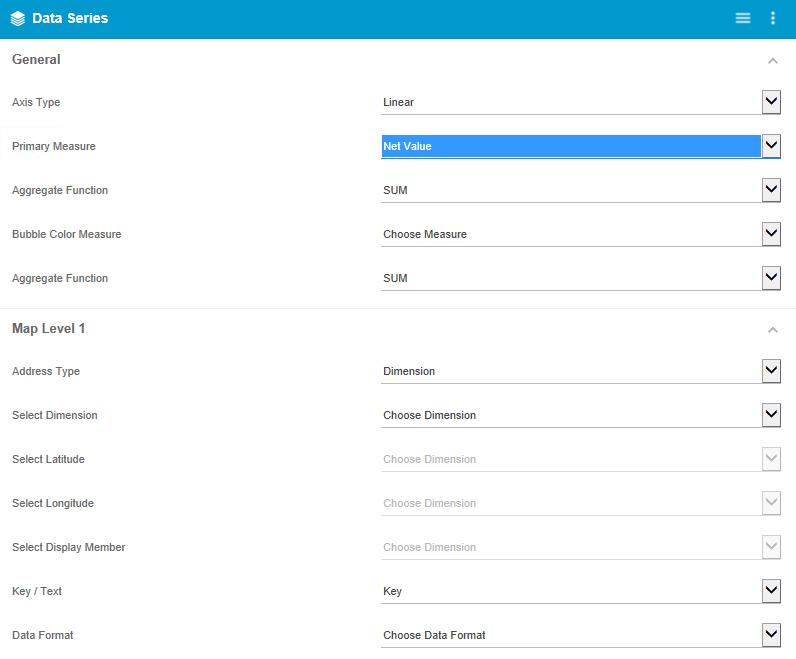 Data Series
General
Axis Type Linear
Primary Measure Net Value
Aggregate Function SUM
Bubble Color Measure Choose Measure
Aggregate Function SUM
Map Level 1
Address Type Dimension
Select Dimension Choose Dimension
Select Latitude Choose Dimension
Select Longitude Choose Dimension
Select Display Member Choose Dimension
Key / Text Key
Data Format Choose Data Format